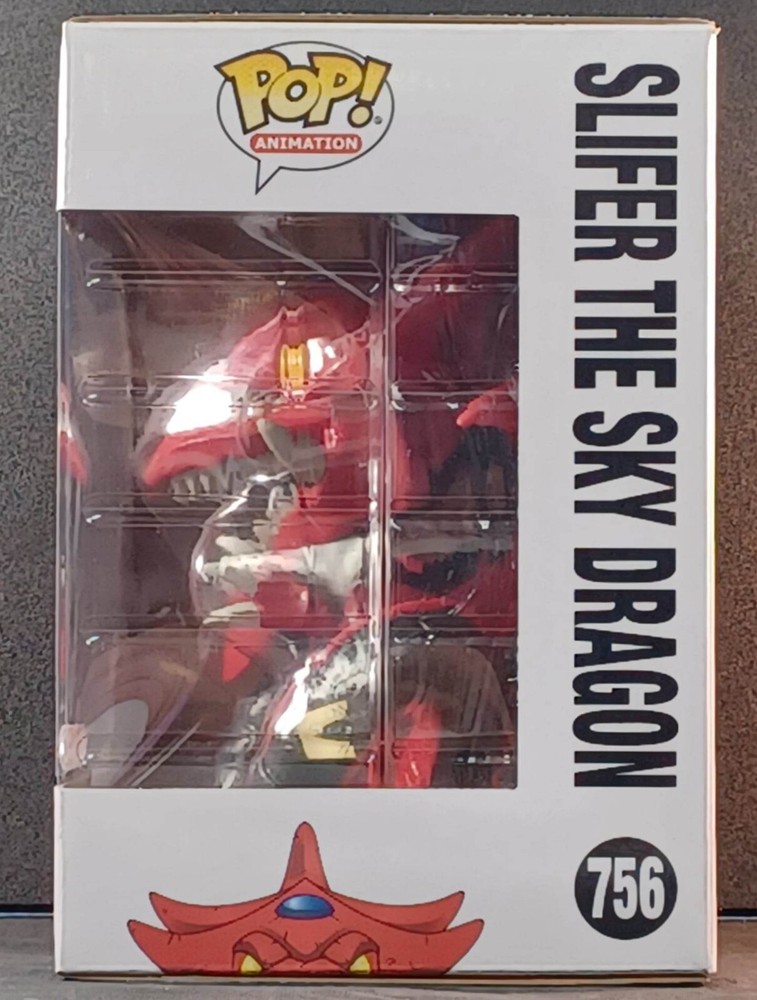 POP!
ANIMATION
SLIFER THE SKY DRAGON
756